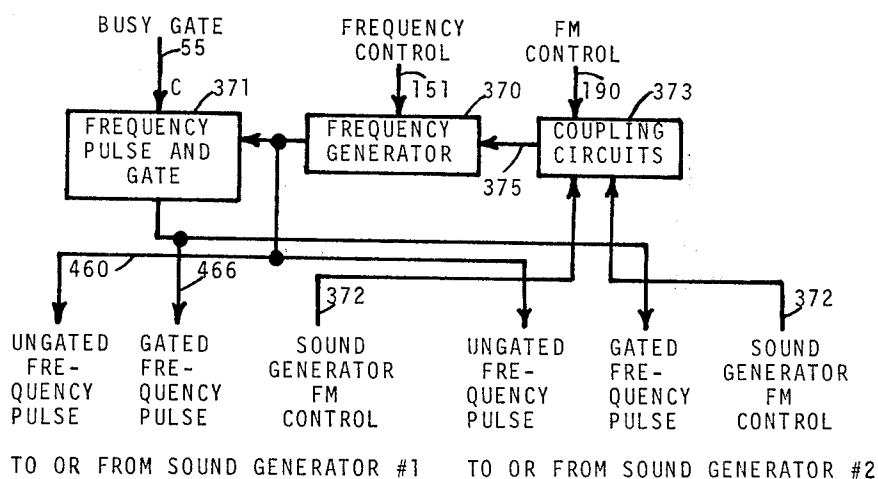 BUSY GATE
55
FREQUENCY
CONTROL
FM
CONTROL
C
371
151
370
190
373
FREQUENCY
PULSE AND
GATE
FREQUENCY
GENERATOR
COUPLING
CIRCUITS
375
460
466
372
372
UNGATED
FRE-
QUENCY
PULSE
GATED
FRE-
QUENCY
PULSE
SOUND
GENERATOR
FM
CONTROL
UNGATED
FRE-
QUENCY
PULSE
GATED
FRE-
QUENCY
PULSE
SOUND
GENERATOR
FM
CONTROL
TO OR FROM SOUND GENERATOR #1
TO OR FROM SOUND GENERATOR #2